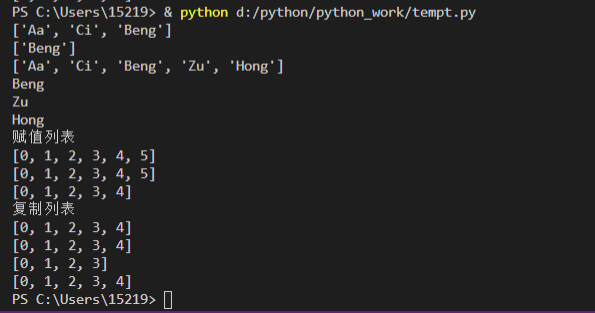 PS C:\Users\15219> & python d:/python/python_work/tempt.py
['Aa', 'Ci', 'Beng']
['Beng']
['Aa', 'Ci', 'Beng', 'Zu', 'Hong']
Beng
Zu
Hong
赋值列表
[0, 1, 2, 3, 4, 5]
[0, 1, 2, 3, 4, 5]
[0, 1, 2, 3, 4]
复制列表
[0, 1, 2, 3, 4]
[0, 1, 2, 3, 4]
[0, 1, 2, 3]
[0, 1, 2, 3, 4]
PS C:\Users\15219>